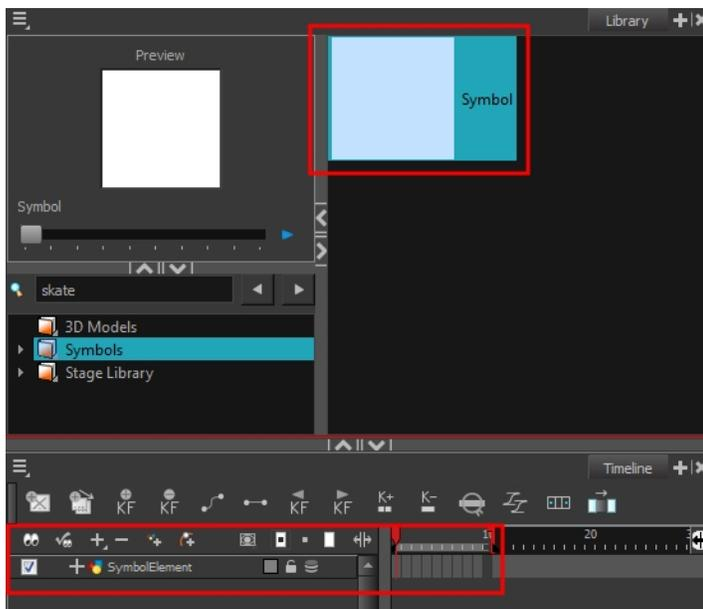 Library
Preview
Symbol
Symbol
skate
3D Models
Symbols
Stage Library
Timeline
KF KF KF KF K+ K-
20
SymbolElement